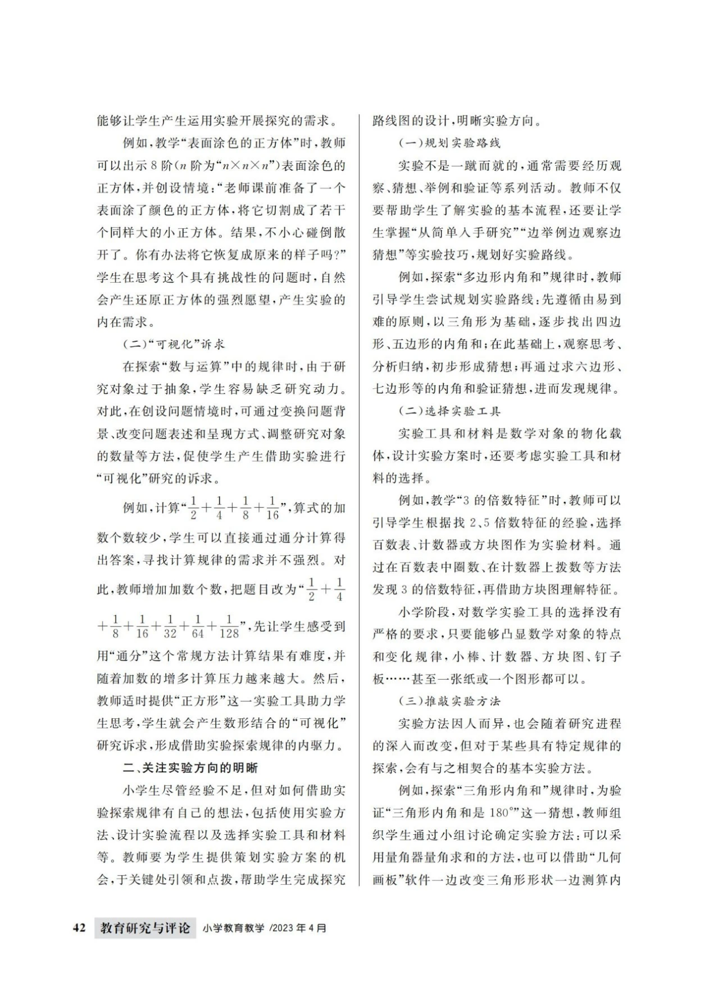 能够让学生产生运用实验开展探究的需求。
例如,教学“表面涂色的正方体”时,教师
可以出示 8 阶(n 阶为“n×n×n”)表面涂色的
正方体,并创设情境:“老师课前准备了一个
表面涂了颜色的正方体,将它切割成了若干
个同样大的小正方体。结果,不小心碰倒散
开了。你有办法将它恢复成原来的样子吗?”
学生在思考这个具有挑战性的问题时,自然
会产生还原正方体的强烈愿望,产生实验的
内在需求。
(二)“可视化”诉求
在探索“数与运算”中的规律时,由于研
究对象过于抽象,学生容易缺乏研究动力。
对此,在创设问题情境时,可通过变换问题背
景、改变问题表述和呈现方式、调整研究对象
的数量等方法,促使学生产生借助实验进行
“可视化”研究的诉求。
例如,计算“1/2+1/4+1/8+1/16”,算式的加
数个数较少,学生可以直接通过通分计算得
出答案,寻找计算规律的需求并不强烈。对
此,教师增加加数个数,把题目改为“1/2+1/4
+1/8+1/16+1/32+1/64+1/128”,先让学生感受到
用“通分”这个常规方法计算结果有难度,并
随着加数的增多计算压力越来越大。然后,
教师适时提供“正方形”这一实验工具助力学
生思考,学生就会产生数形结合的“可视化”
研究诉求,形成借助实验探索规律的内驱力。
二、关注实验方向的明晰
小学生尽管经验不足,但对如何借助实
验探索规律有自己的想法,包括使用实验方
法、设计实验流程以及选择实验工具和材料
等。教师要为学生提供策划实验方案的机
会,于关键处引领和点拨,帮助学生完成探究
路线图的设计,明晰实验方向。
(一)规划实验路线
实验不是一蹴而就的,通常需要经历观
察、猜想、举例和验证等系列活动。教师不仅
要帮助学生了解实验的基本流程,还要让学
生掌握“从简单入手研究”“边举例边观察边
猜想”等实验技巧,规划好实验路线。
例如,探索“多边形内角和”规律时,教师
引导学生尝试规划实验路线:先遵循由易到
难的原则,以三角形为基础,逐步找出四边
形、五边形的内角和;在此基础上,观察思考、
分析归纳,初步形成猜想;再通过求六边形、
七边形等的内角和验证猜想,进而发现规律。
(二)选择实验工具
实验工具和材料是数学对象的物化载
体,设计实验方案时,还要考虑实验工具和材
料的选择。
例如,教学“3 的倍数特征”时,教师可以
引导学生根据找 2、5 倍数特征的经验,选择
百数表、计数器或方块图作为实验材料。通
过在百数表中圈数、在计数器上拨数等方法
发现 3 的倍数特征,再借助方块图理解特征。
小学阶段,对数学实验工具的选择没有
严格的要求,只要能够凸显数学对象的特点
和变化规律,小棒、计数器、方块图、钉子
板……甚至一张纸或一个图形都可以。
(三)推敲实验方法
实验方法因人而异,也会随着研究进程
的深入而改变,但对于某些具有特定规律的
探索,会有与之相契合的基本实验方法。
例如,探索“三角形内角和”规律时,为验
证“三角形内角和是 180°”这一猜想,教师组
织学生通过小组讨论确定实验方法:可以采
用量角器量角求和的方法,也可以借助“几何
画板”软件一边改变三角形形状一边测算内
42 教育研究与评论 小学教育教学 /2023 年 4 月